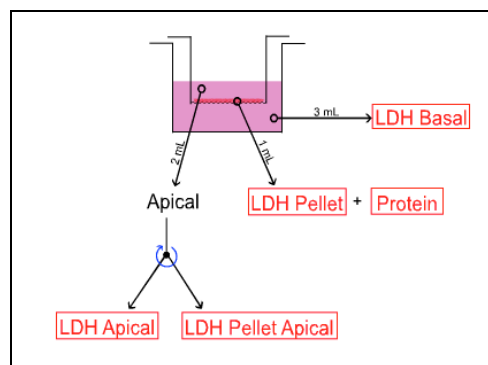 3 mL
LDH Basal
2 mL
1 mL
Apical
LDH Pellet + Protein
LDH Apical
LDH Pellet Apical